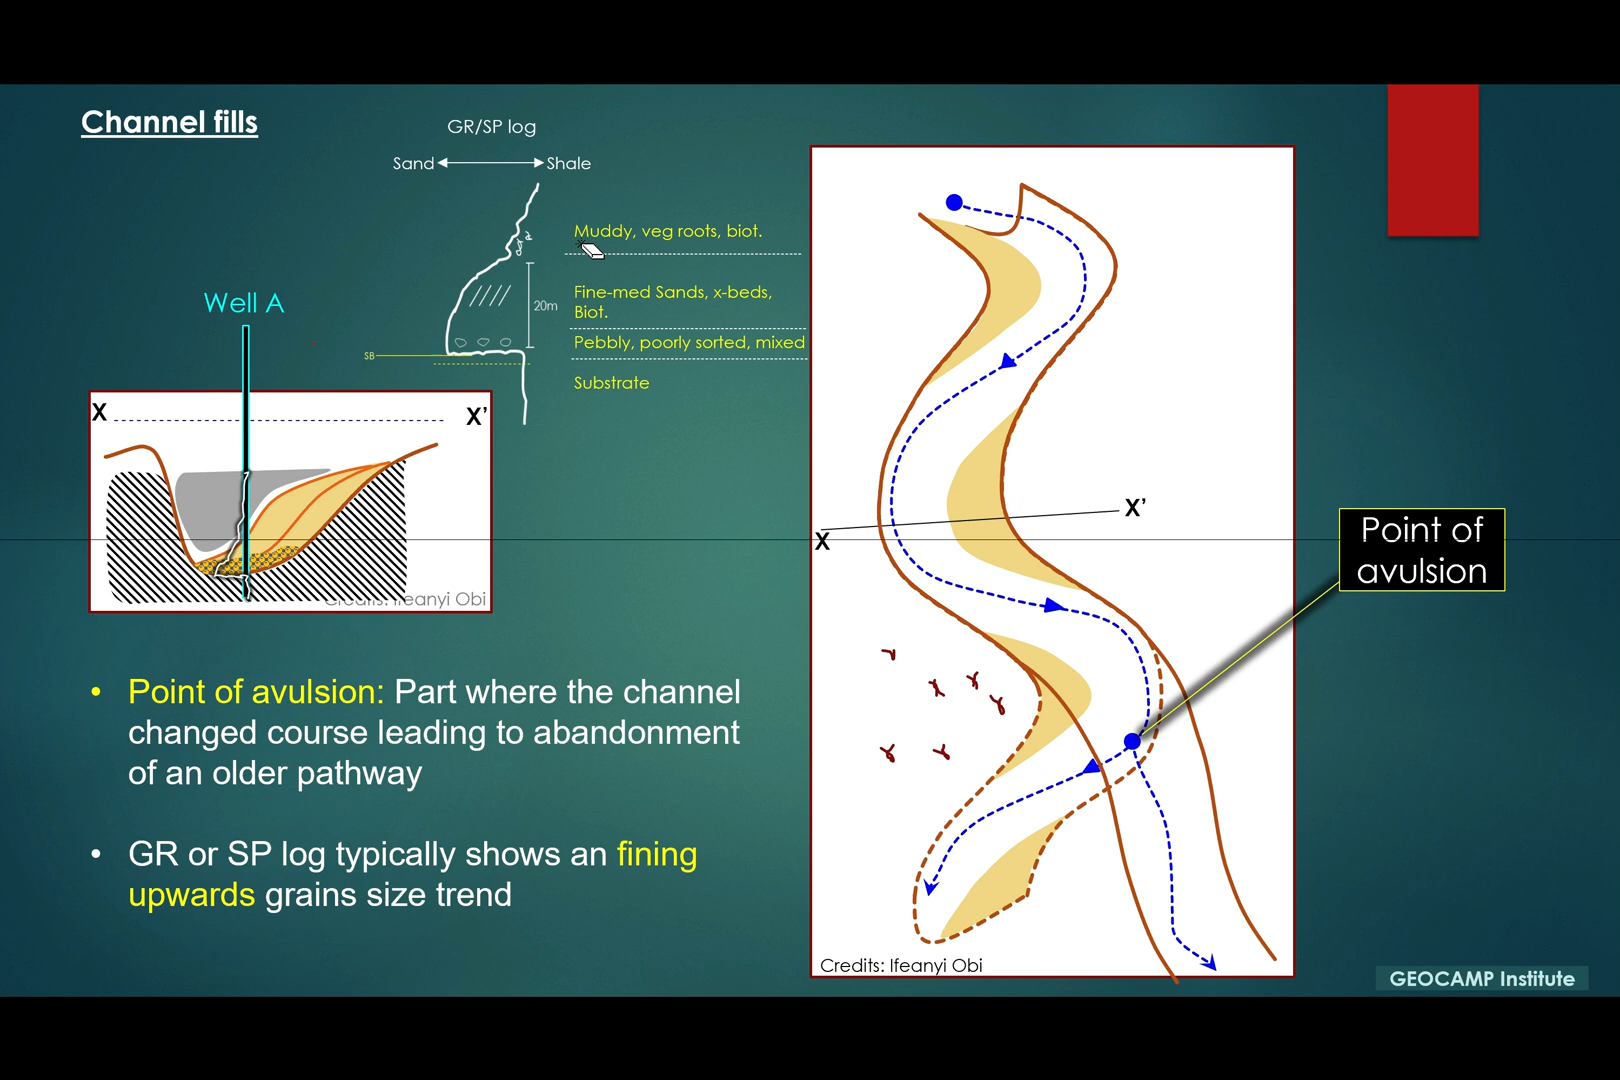 Channel fills
GR/SP log
Sand
Shale
Muddy, veg roots, biot.
Fine-med Sands, x-beds,
Biot.
20m
Pebbly, poorly sorted, mixed
SB
Substrate
Well A
X
X’
Credits: Ifeanyi Obi
• Point of avulsion: Part where the channel
changed course leading to abandonment
of an older pathway
• GR or SP log typically shows an fining
upwards grains size trend
X’
X
Point of
avulsion
Credits: Ifeanyi Obi
GEOCAMP Institute